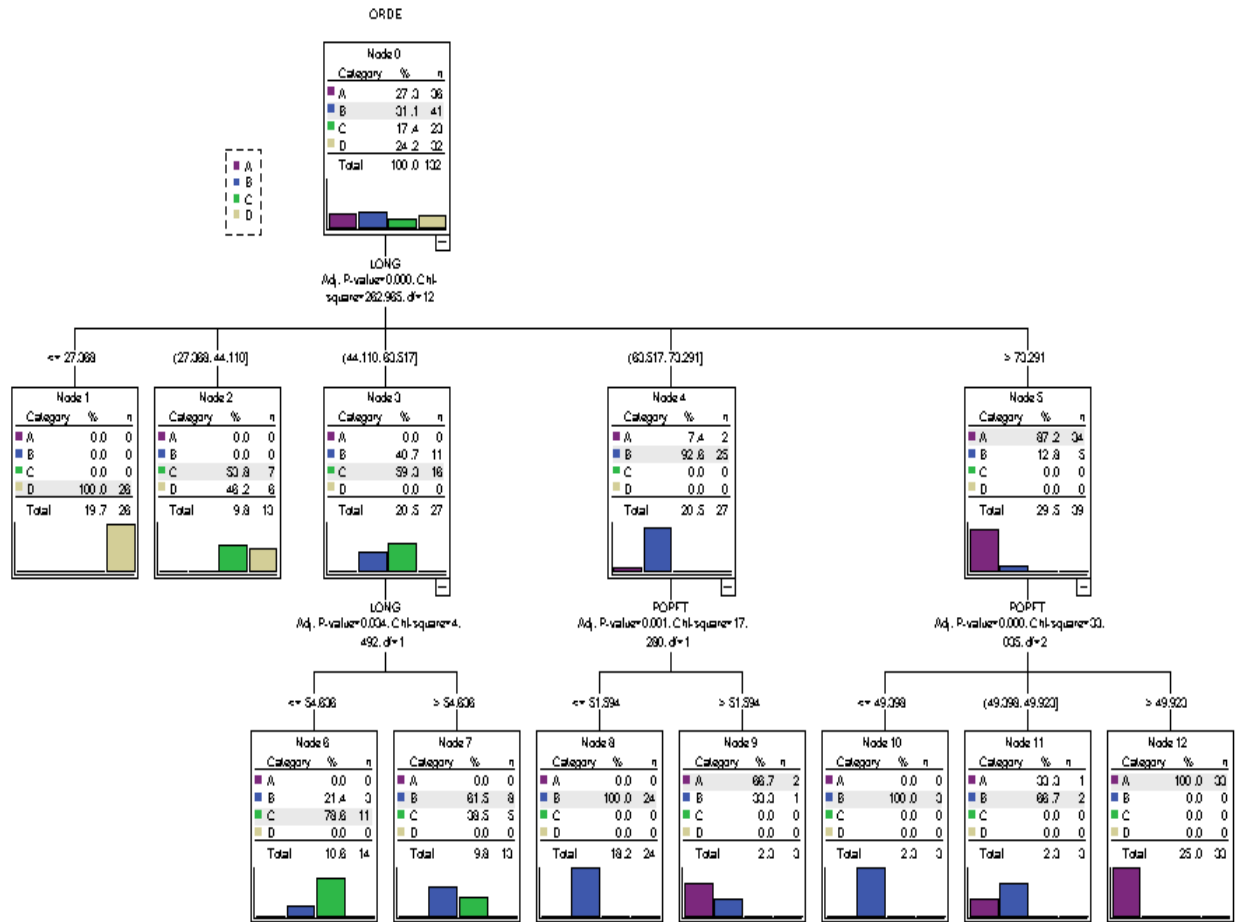 ORDE
Node 0
Category % n
A 27.3 36
B 31.1 41
C 17.4 23
D 24.2 32
Total 100.0 132
A
B
C
D
LONG
Adj. P-value=0.000. Chi-
square=262.965. df=12
<= 27.368
(27.368. 44.110]
(44.110. 63.517]
(63.517. 73.291]
> 73.291
Node 1
Category % n
A 0.0 0
B 0.0 0
C 0.0 0
D 100.0 26
Total 19.7 26
Node 2
Category % n
A 0.0 0
B 0.0 0
C 53.8 7
D 46.2 6
Total 9.8 13
Node 3
Category % n
A 0.0 0
B 40.7 11
C 59.3 16
D 0.0 0
Total 20.5 27
Node 4
Category % n
A 7.4 2
B 92.6 25
C 0.0 0
D 0.0 0
Total 20.5 27
Node 5
Category % n
A 87.2 34
B 12.8 5
C 0.0 0
D 0.0 0
Total 29.5 39
LONG
Adj. P-value=0.034. Chi-square=4.
492. df=1
POPFT
Adj. P-value=0.001. Chi-square=17.
280. df=1
POPFT
Adj. P-value=0.000. Chi-square=33.
035. df=2
<= 54.636
> 54.636
<= 51.594
> 51.594
<= 49.398
(49.398. 49.923]
> 49.923
Node 6
Category % n
A 0.0 0
B 21.4 3
C 78.6 11
D 0.0 0
Total 10.6 14
Node 7
Category % n
A 0.0 0
B 61.5 8
C 38.5 5
D 0.0 0
Total 9.8 13
Node 8
Category % n
A 0.0 0
B 100.0 24
C 0.0 0
D 0.0 0
Total 18.2 24
Node 9
Category % n
A 66.7 2
B 33.3 1
C 0.0 0
D 0.0 0
Total 2.3 3
Node 10
Category % n
A 0.0 0
B 100.0 3
C 0.0 0
D 0.0 0
Total 2.3 3
Node 11
Category % n
A 33.3 1
B 66.7 2
C 0.0 0
D 0.0 0
Total 2.3 3
Node 12
Category % n
A 100.0 33
B 0.0 0
C 0.0 0
D 0.0 0
Total 25.0 33